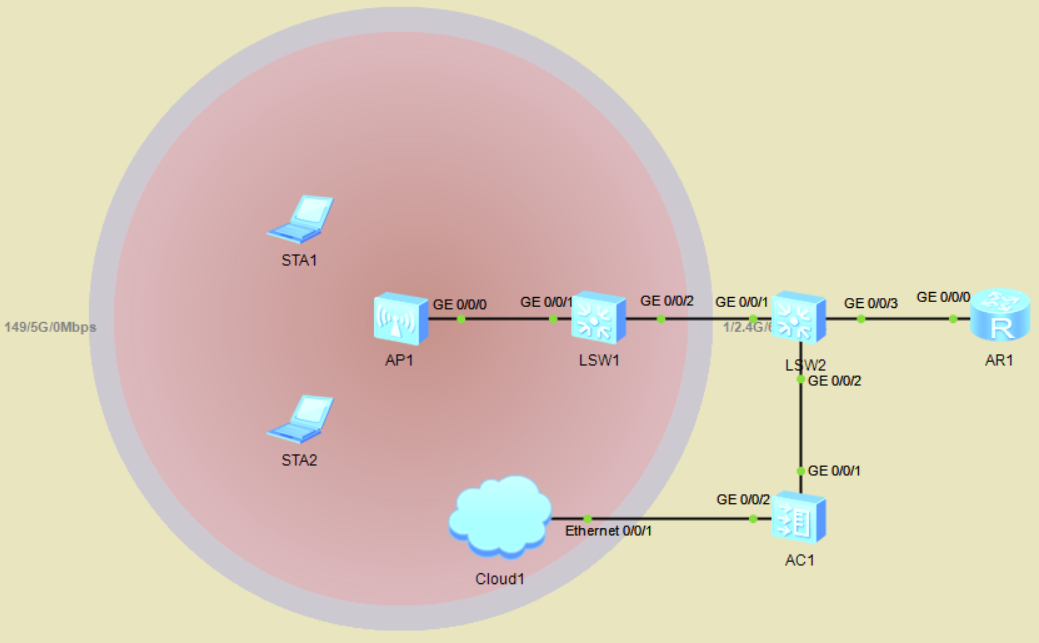 STA1
GE 0/0/0
GE 0/0/1
GE 0/0/2
GE 0/0/1
GE 0/0/3
GE 0/0/0
149/5G/0Mbps
1/2.4G/
AP1
LSW1
LSW2
AR1
GE 0/0/2
STA2
GE 0/0/1
GE 0/0/2
Ethernet 0/0/1
AC1
Cloud1